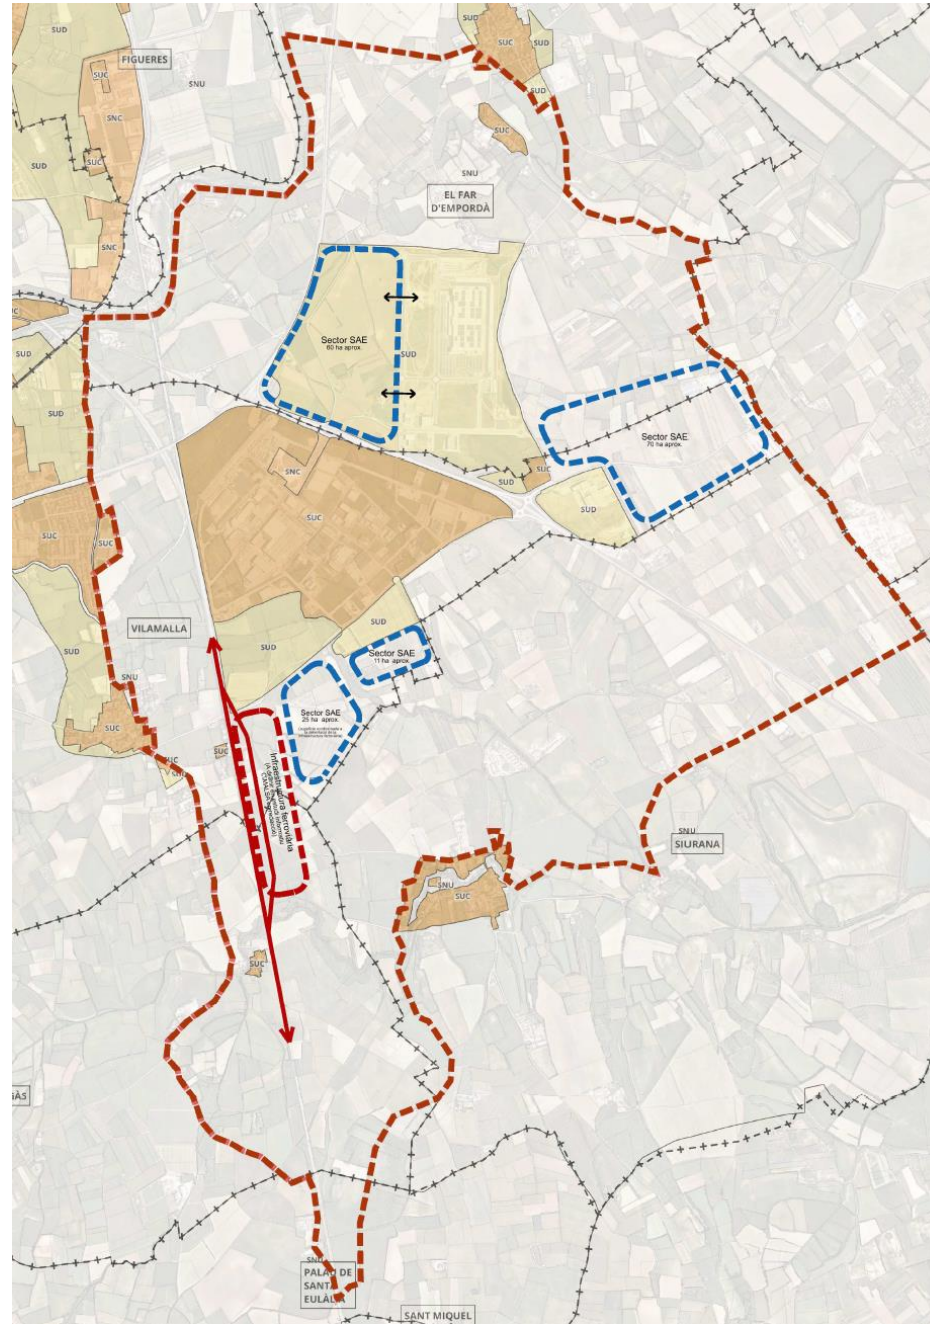 SUD
SUD
SUC
SUD
FIGUERES
SUC
SNU
SUD
SNC
SUC
SUC
SNU
SUD
EL FAR
D'EMPORDÀ
SNC
SUC
Sector SAE
60 ha aprox.
SUD
SUD
SUD
Sector SAE
70 ha aprox.
SNC
SUC
SUD
SUC
SUD
SUC
SUC
VILAMALLA
SUD
SUD
SUD
Sector SAE
11 ha aprox.
SNU
Sector SAE
25 ha aprox.
SUC
SUC
Infraestructura ferroviària
SNU
SIURANA
SNU
SUC
SUC
GÀS
SNU
PALAU DE
SANTA
EULÀLIA
SANT MIQUEL